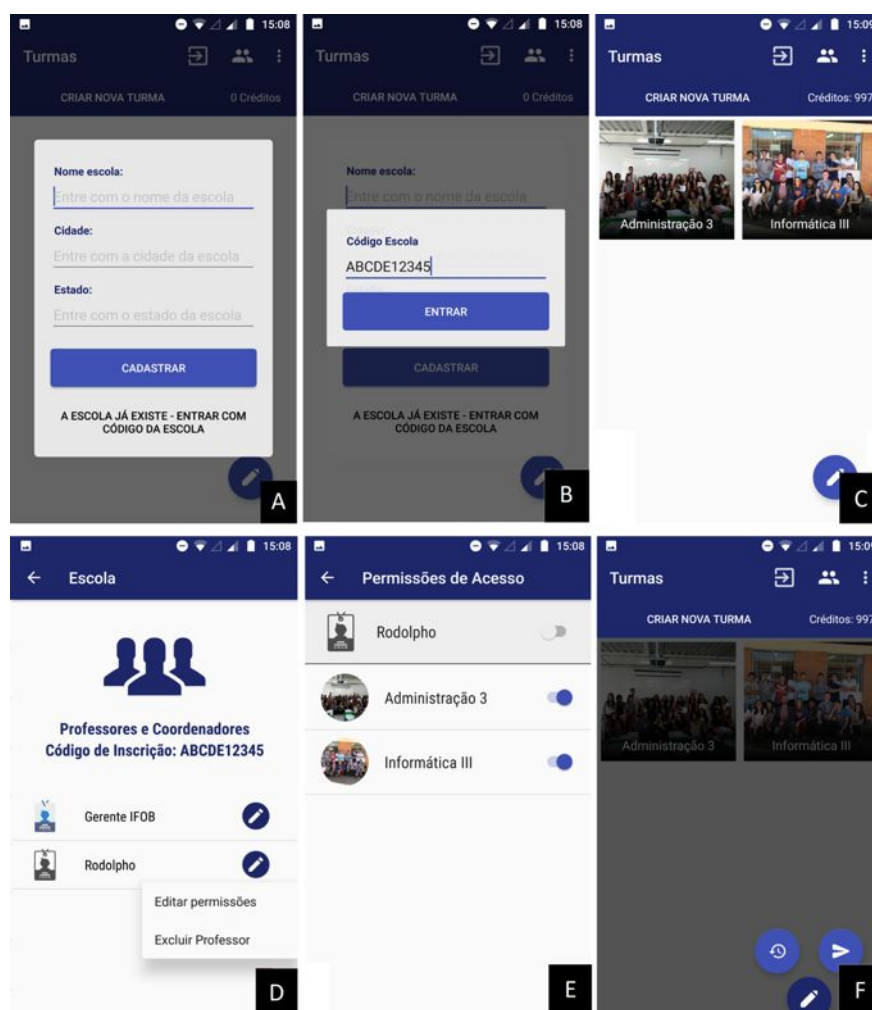 15:08
Turmas
CRIAR NOVA TURMA 0 Créditos
Nome escola:
Entre com o nome da escola
Cidade:
Entre com a cidade da escola
Estado:
Entre com o estado da escola
CADASTRAR
A ESCOLA JÁ EXISTE - ENTRAR COM
CÓDIGO DA ESCOLA
A
15:08
Turmas
CRIAR NOVA TURMA 0 Créditos
Nome escola:
Entre com o nome da escola
Código Escola
ABCDE12345
ENTRAR
CADASTRAR
A ESCOLA JÁ EXISTE - ENTRAR COM
CÓDIGO DA ESCOLA
B
15:09
Turmas
CRIAR NOVA TURMA Créditos: 997
Administração 3 Informática III
C
15:08
Escola
Professores e Coordenadores
Código de Inscrição: ABCDE12345
Gerente IFOB
Rodolpho
Editar permissões
Excluir Professor
D
15:08
Permissões de Acesso
Rodolpho
Administração 3
Informática III
E
15:09
Turmas
CRIAR NOVA TURMA Créditos: 997
Administração 3 Informática III
F